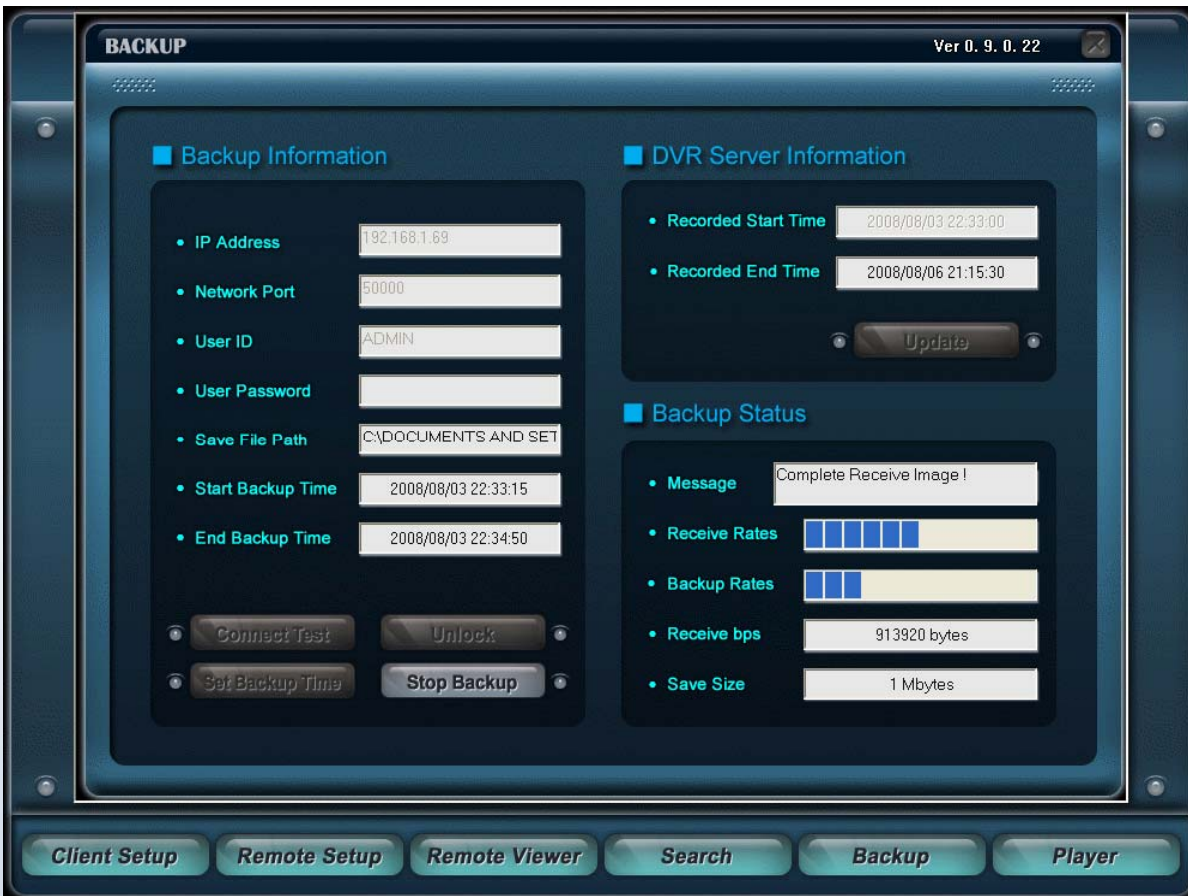 BACKUP
Ver 0. 9. 0. 22
Backup Information
IP Address
192.168.1.69
Network Port
50000
User ID
ADMIN
User Password
Save File Path
C:\DOCUMENTS AND SET
Start Backup Time
2008/08/03 22:33:15
End Backup Time
2008/08/03 22:34:50
Connect Test
Unlock
Set Backup Time
Stop Backup
DVR Server Information
Recorded Start Time
2008/08/03 22:33:00
Recorded End Time
2008/08/06 21:15:30
Update
Backup Status
Message
Complete Receive Image !
Receive Rates
Backup Rates
Receive bps
913920 bytes
Save Size
1 Mbytes
Client Setup
Remote Setup
Remote Viewer
Search
Backup
Player